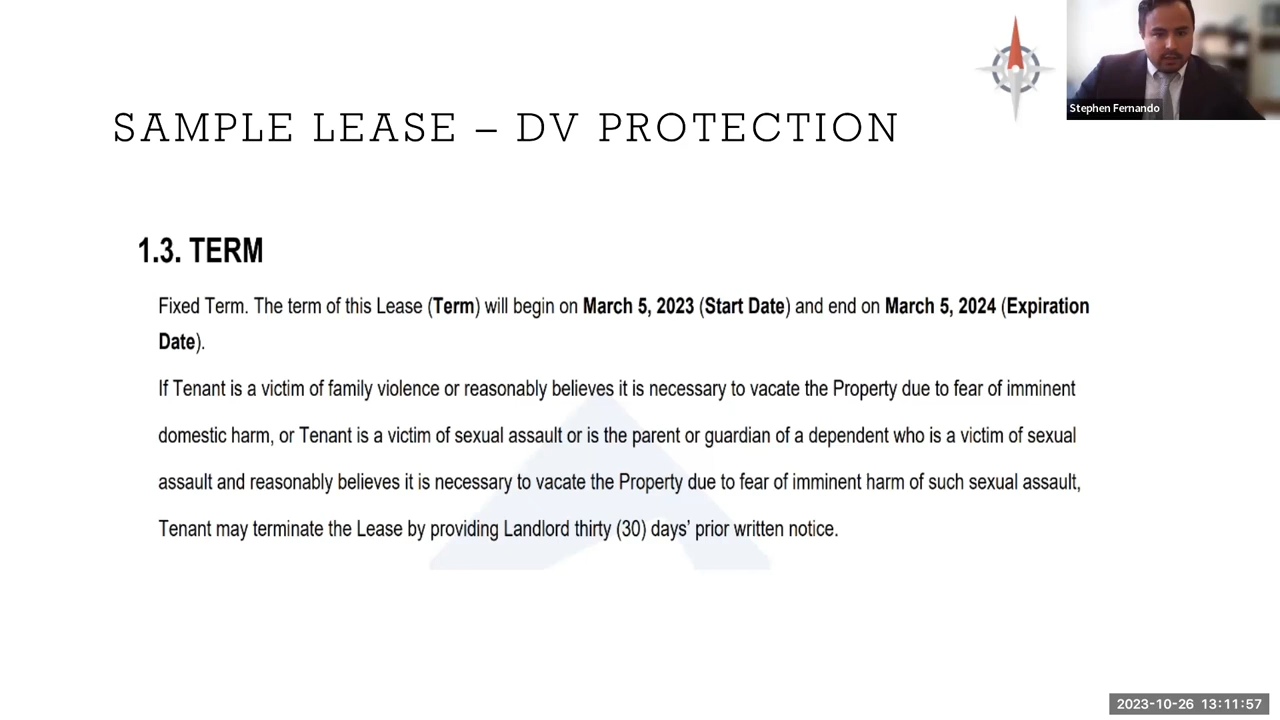 Stephen Fernando
SAMPLE LEASE – DV PROTECTION
1.3. TERM
Fixed Term. The term of this Lease (Term) will begin on March 5, 2023 (Start Date) and end on March 5, 2024 (Expiration
Date).
If Tenant is a victim of family violence or reasonably believes it is necessary to vacate the Property due to fear of imminent
domestic harm, or Tenant is a victim of sexual assault or is the parent or guardian of a dependent who is a victim of sexual
assault and reasonably believes it is necessary to vacate the Property due to fear of imminent harm of such sexual assault,
Tenant may terminate the Lease by providing Landlord thirty (30) days’ prior written notice.
2023-10-26 13:11:57